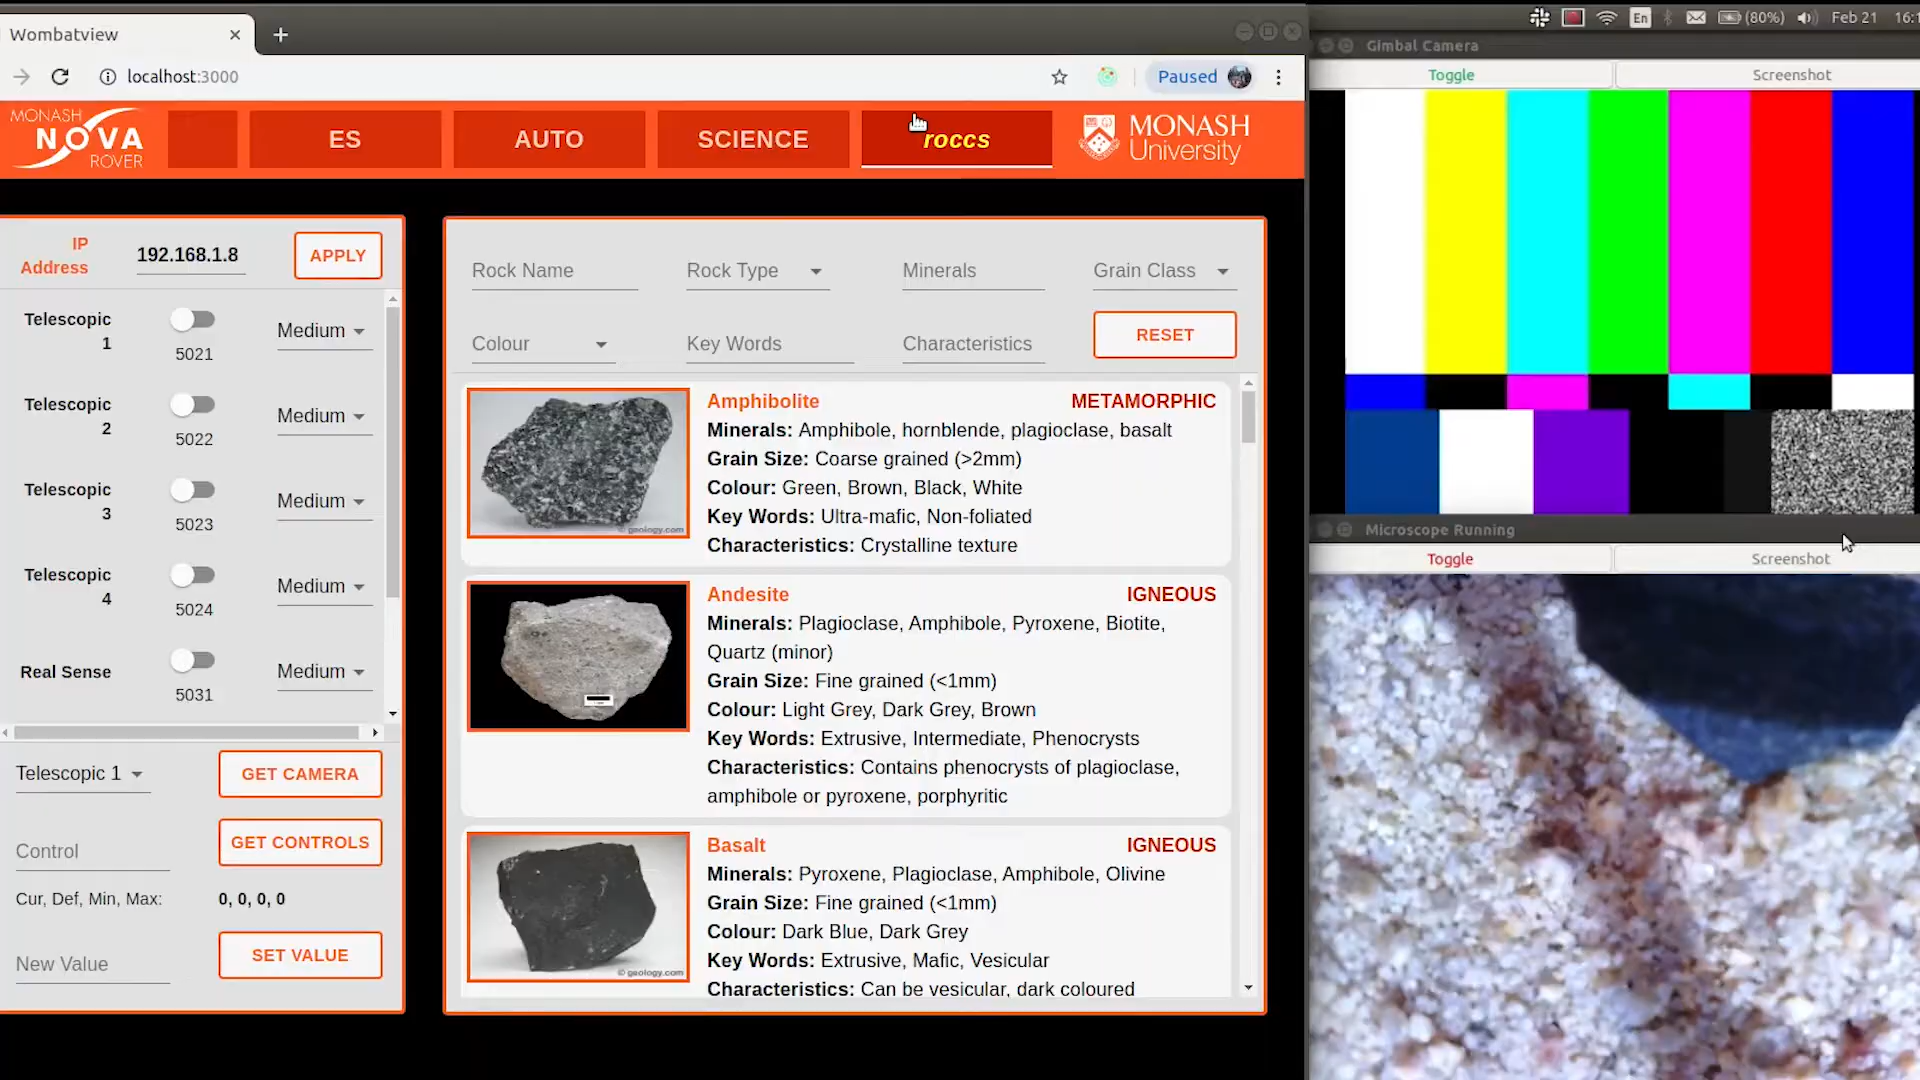 Wombatview
En
(80%)
Feb 21
16:1
Gimbal Camera
localhost:3000
Paused
Toggle
Screenshot
MONASH
NOVA
ROVER
ES
AUTO
SCIENCE
roccs
MONASH
University
IP
Address
192.168.1.8
APPLY
Telescopic
1
5021
Medium
Telescopic
2
5022
Medium
Telescopic
3
5023
Medium
Telescopic
4
5024
Medium
Real Sense
5031
Medium
Telescopic 1
GET CAMERA
Control
GET CONTROLS
Cur, Def, Min, Max:
0, 0, 0, 0
New Value
SET VALUE
Rock Name
Rock Type
Minerals
Grain Class
Colour
Key Words
Characteristics
RESET
© geology.com
Amphibolite
METAMORPHIC
Minerals: Amphibole, hornblende, plagioclase, basalt
Grain Size: Coarse grained (>2mm)
Colour: Green, Brown, Black, White
Key Words: Ultra-mafic, Non-foliated
Characteristics: Crystalline texture
Andesite
IGNEOUS
Minerals: Plagioclase, Amphibole, Pyroxene, Biotite,
Quartz (minor)
Grain Size: Fine grained (<1mm)
Colour: Light Grey, Dark Grey, Brown
Key Words: Extrusive, Intermediate, Phenocrysts
Characteristics: Contains phenocrysts of plagioclase,
amphibole or pyroxene, porphyritic
© geology.com
Basalt
IGNEOUS
Minerals: Pyroxene, Plagioclase, Amphibole, Olivine
Grain Size: Fine grained (<1mm)
Colour: Dark Blue, Dark Grey
Key Words: Extrusive, Mafic, Vesicular
Characteristics: Can be vesicular, dark coloured
Microscope Running
Toggle
Screenshot